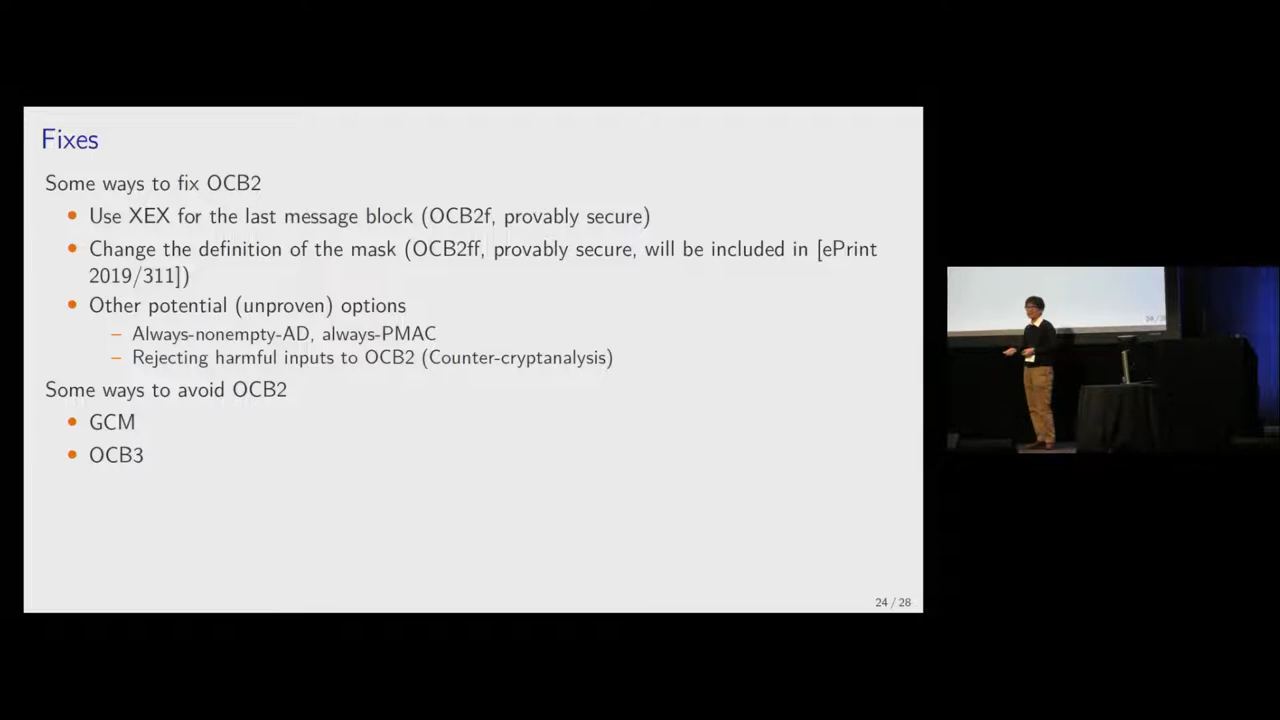 Fixes
Some ways to fix OCB2
• Use XEX for the last message block (OCB2f, provably secure)
• Change the definition of the mask (OCB2ff, provably secure, will be included in [ePrint
2019/311])
• Other potential (unproven) options
– Always-nonempty-AD, always-PMAC
– Rejecting harmful inputs to OCB2 (Counter-cryptanalysis)
Some ways to avoid OCB2
• GCM
• OCB3
24 / 28